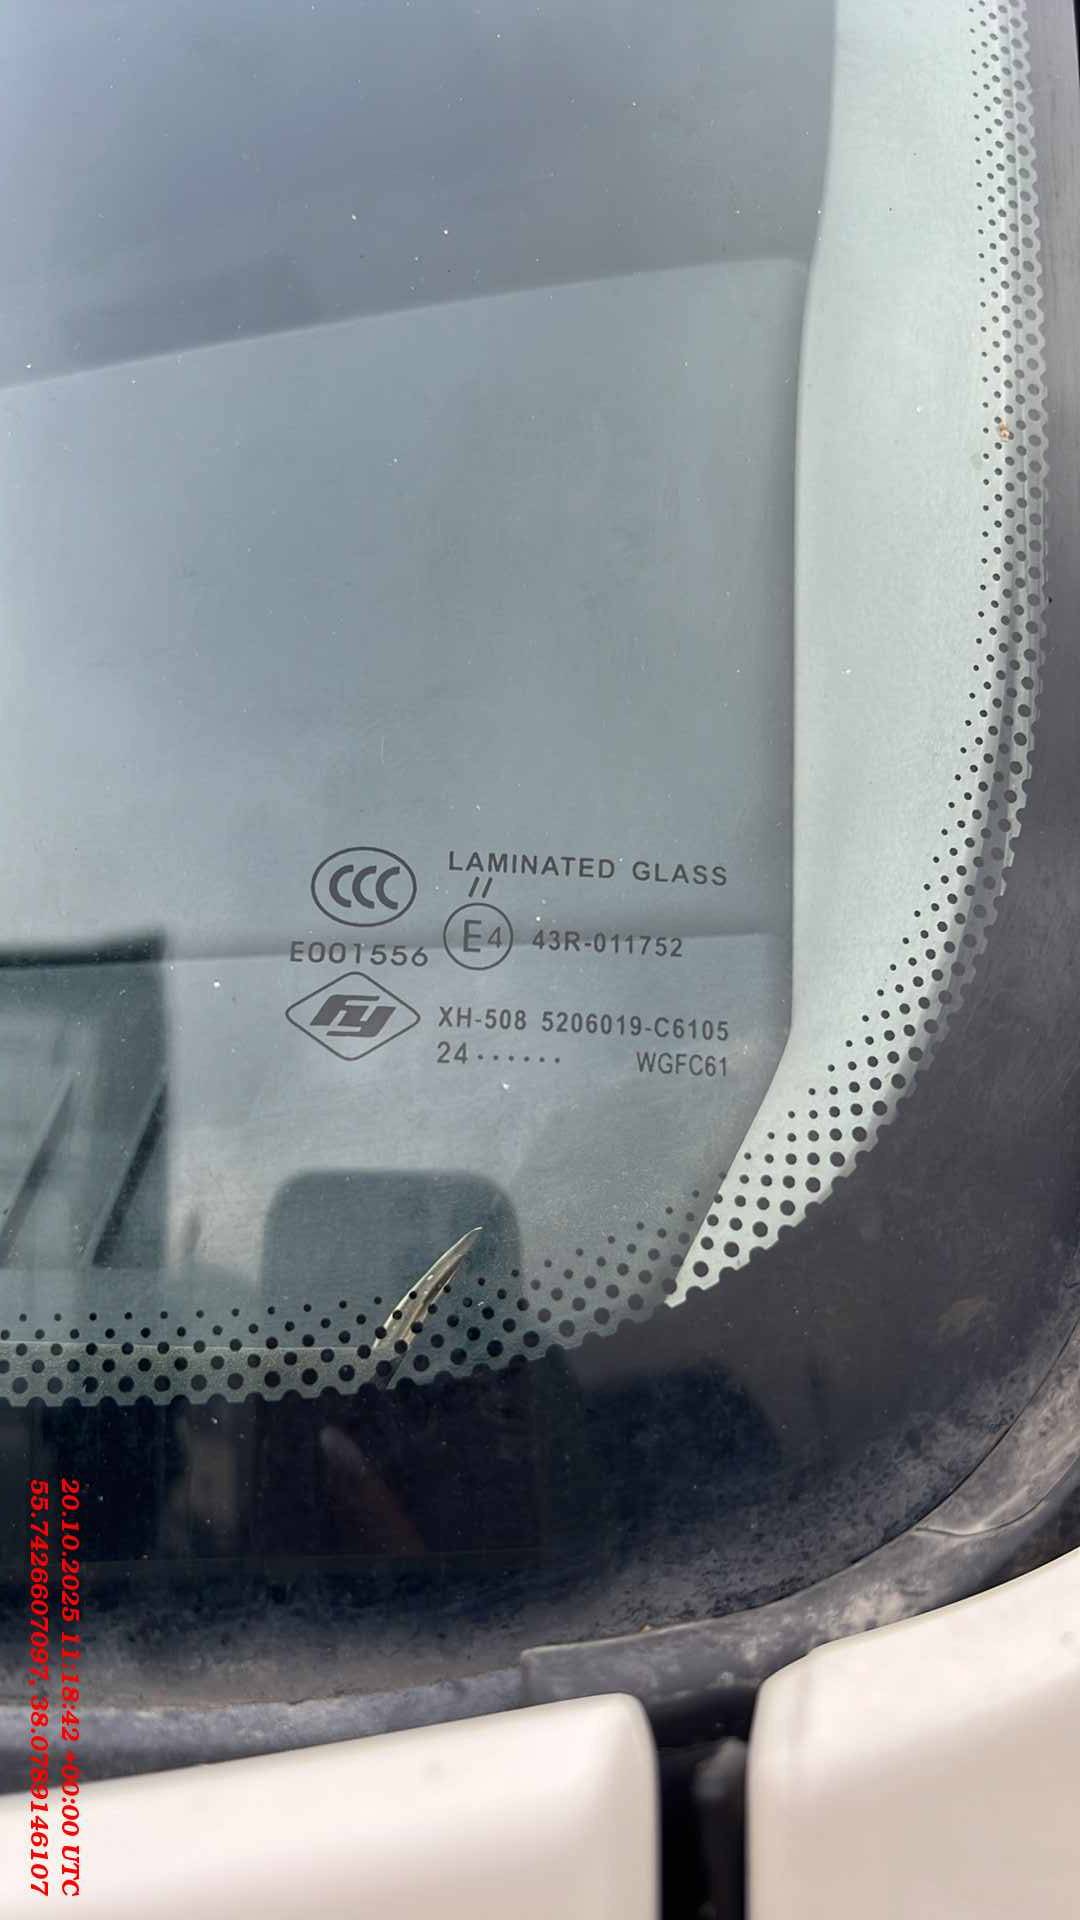 CCC
LAMINATED GLASS
//
E4 43R-011752
E001556
FY
XH-508 5206019-C6105
24······ WGFC61
20.10.2025 11:18:42 +00:00 UTC
55.7426607097, 38.0789146107